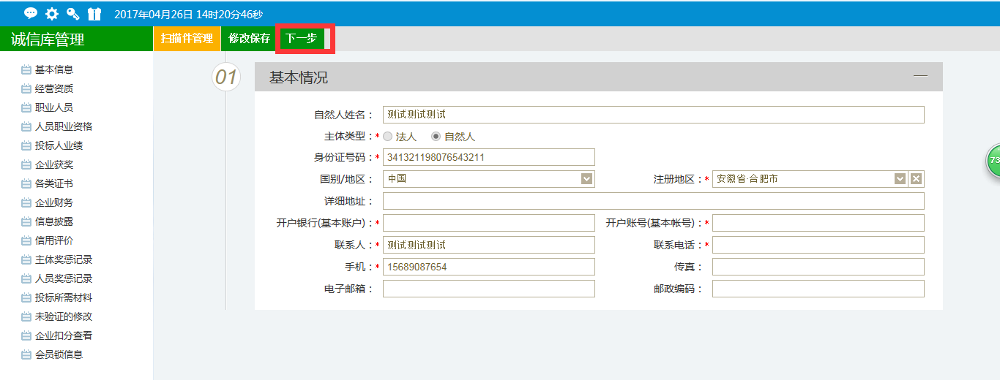 2017年04月26日 14时20分46秒
诚信库管理 扫描件管理 修改保存 下一步
基本信息
经营资质
职业人员
人员职业资格
投标人业绩
企业获奖
各类证书
企业财务
信息披露
信用评价
主体奖惩记录
人员奖惩记录
投标所需材料
未验证的修改
企业扣分查看
会员锁信息
01 基本情况
自然人姓名： 测试测试测试
主体类型：* 法人 自然人
身份证号码：* 341321198076543211
国别/地区： 中国 注册地区：* 安徽省·合肥市
详细地址：
开户银行(基本账户)：* 开户账号(基本帐号)：*
联系人：* 测试测试测试 联系电话：*
手机：* 15689087654 传真：
电子邮箱： 邮政编码：
73